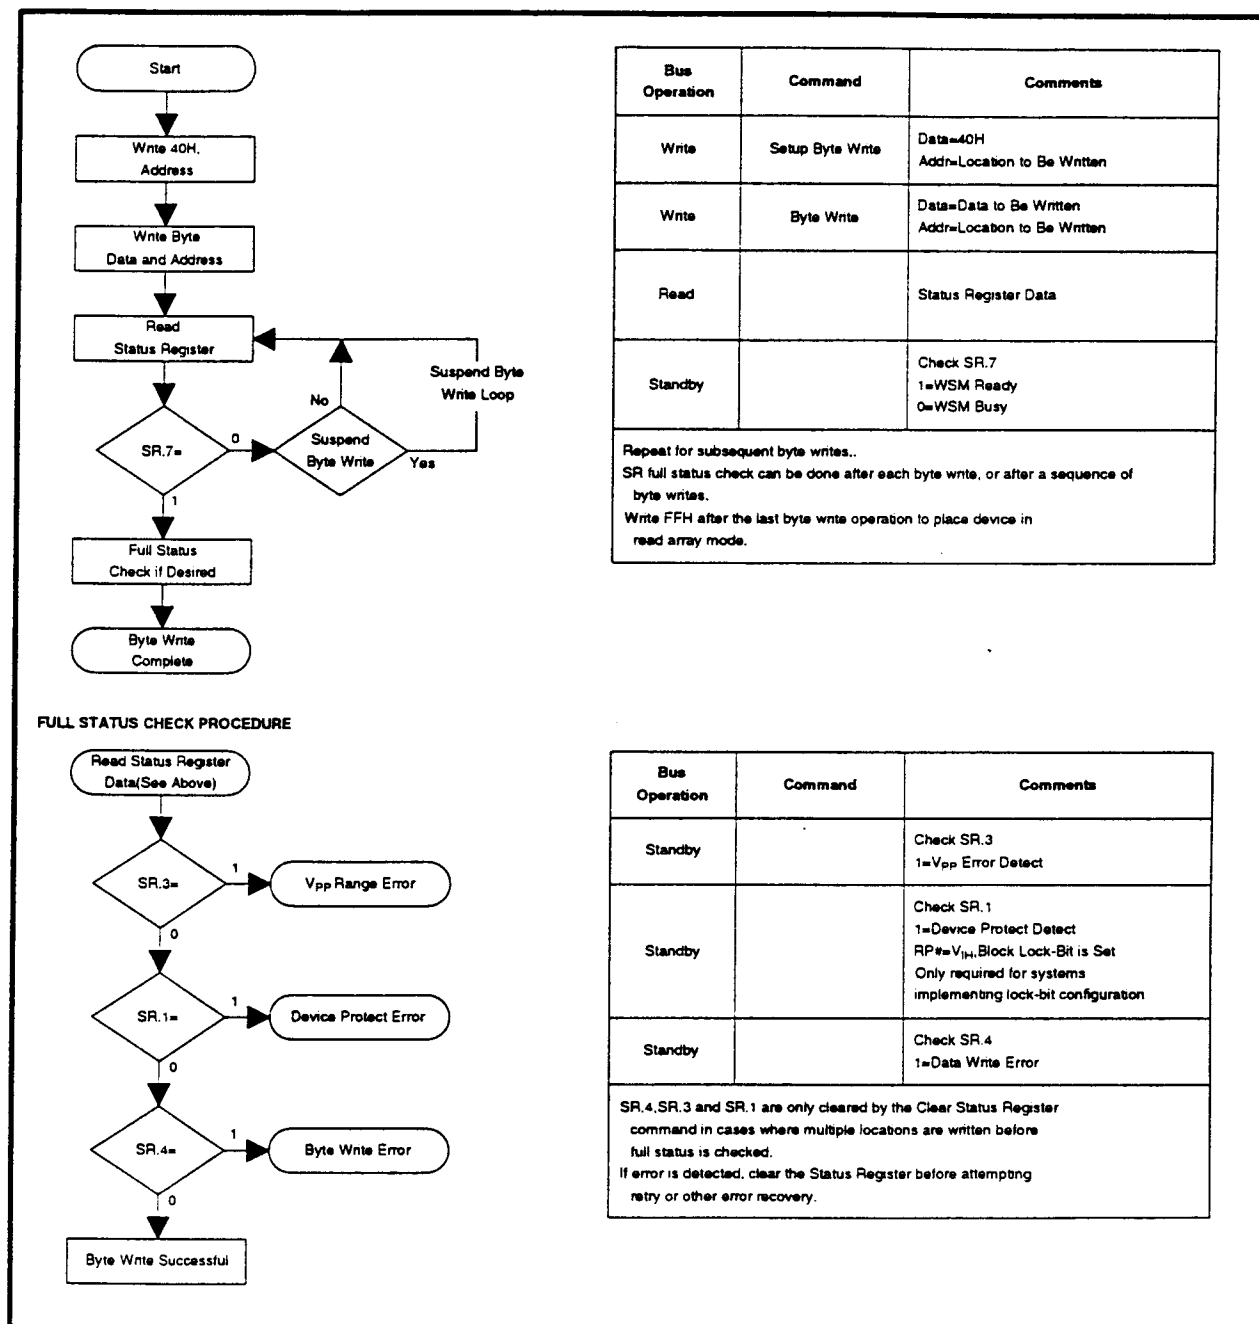 Start
Write 40H,
Address
Write Byte
Data and Address
Read
Status Register
Suspend Byte
Write Loop
No
SR.7=
0
Suspend
Byte Write
Yes
1
Full Status
Check if Desired
Byte Write
Complete
Bus
Operation
Command
Comments
Write
Setup Byte Write
Data=40H
Addr=Location to Be Written
Write
Byte Write
Data=Data to Be Written
Addr=Location to Be Written
Read
Status Register Data
Standby
Check SR.7
1=WSM Ready
0=WSM Busy
Repeat for subsequent byte writes..
SR full status check can be done after each byte write, or after a sequence of
byte writes.
Write FFH after the last byte write operation to place device in
read array mode.
FULL STATUS CHECK PROCEDURE
Read Status Register
Data(See Above)
SR.3=
1
VPP Range Error
0
SR.1=
1
Device Protect Error
0
SR.4=
1
Byte Write Error
0
Byte Write Successful
Bus
Operation
Command
Comments
Standby
Check SR.3
1=VPP Error Detect
Standby
Check SR.1
1=Device Protect Detect
RP#=VIH,Block Lock-Bit is Set
Only required for systems
implementing lock-bit configuration
Standby
Check SR.4
1=Data Write Error
SR.4,SR.3 and SR.1 are only cleared by the Clear Status Register
command in cases where multiple locations are written before
full status is checked.
If error is detected, clear the Status Register before attempting
retry or other error recovery.